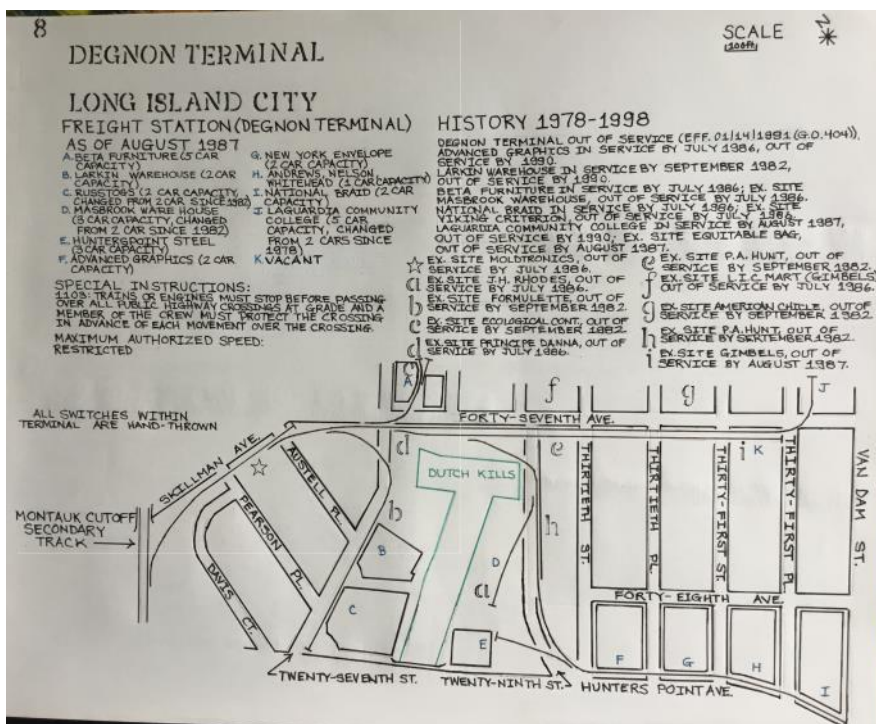 8
DEGNON TERMINAL
LONG ISLAND CITY
FREIGHT STATION (DEGNON TERMINAL)
AS OF AUGUST 1987
A. BETA FURNITURE (5 CAR
CAPACITY)
B. LARKIN WAREHOUSE (2 CAR
CAPACITY)
C. RUSSTOGS (2 CAR CAPACITY,
CHANGED FROM 2 CAR SINCE 1982)
D. MASBROOK WARE HOUSE
(3 CAR CAPACITY, CHANGED
FROM 2 CAR SINCE 1982)
E. HUNTERSPOINT STEEL
(3 CAR CAPACITY)
F. ADVANCED GRAPHICS (2 CAR
CAPACITY)
G. NEW YORK ENVELOPE
(2 CAR CAPACITY)
H. ANDREWS, NELSON,
WHITEHEAD (1 CAR CAPACITY)
I. NATIONAL BRAID (2 CAR
CAPACITY)
J. LAGUARDIA COMMUNITY
COLLEGE (5 CAR
CAPACITY, CHANGED
FROM 2 CARS SINCE
1978)
K VACANT
SPECIAL INSTRUCTIONS:
1103: TRAINS OR ENGINES MUST STOP BEFORE PASSING
OVER ALL PUBLIC HIGHWAY CROSSINGS AT GRADE AND A
MEMBER OF THE CREW MUST PROTECT THE CROSSING
IN ADVANCE OF EACH MOVEMENT OVER THE CROSSING.
MAXIMUM AUTHORIZED SPEED:
RESTRICTED
SCALE
100ft
N
HISTORY 1978-1998
DEGNON TERMINAL OUT OF SERVICE (EFF. 01/14/1991 (G.O. 404)).
ADVANCED GRAPHICS IN SERVICE BY JULY 1986, OUT OF
SERVICE BY 1990.
LARKIN WAREHOUSE IN SERVICE BY SEPTEMBER 1982,
OUT OF SERVICE BY 1990.
BETA FURNITURE IN SERVICE BY JULY 1986; EX. SITE
MASBROOK WAREHOUSE, OUT OF SERVICE BY JULY 1986.
NATIONAL BRAID IN SERVICE BY JULY 1986; EX. SITE
VIKING CRITERION, OUT OF SERVICE BY JULY 1986.
LAGUARDIA COMMUNITY COLLEGE IN SERVICE BY AUGUST 1987,
OUT OF SERVICE BY 1990; EX. SITE EQUITABLE BAG,
OUT OF SERVICE BY AUGUST 1987.
☆ EX. SITE MOLDTRONICS, OUT OF
SERVICE BY JULY 1986.
a EX. SITE J.H. RHODES, OUT OF
SERVICE BY JULY 1986.
b EX. SITE FORMULETTE, OUT OF
SERVICE BY SEPTEMBER 1982
c EX. SITE ECOLOGICAL CONT., OUT OF
SERVICE BY SEPTEMBER 1982.
d EX. SITE PRINCIPE DANNA, OUT OF
SERVICE BY JULY 1986.
e EX. SITE P.A. HUNT, OUT OF
SERVICE BY SEPTEMBER 1982.
f EX. SITE L.I.C. MART (GIMBELS)
OUT OF SERVICE BY JULY 1986.
g EX. SITE AMERICAN CHICLE, OUT OF
SERVICE BY SEPTEMBER 1982
h EX. SITE P.A. HUNT, OUT OF
SERVICE BY SEPTEMBER 1982.
i EX. SITE GIMBELS, OUT OF
SERVICE BY AUGUST 1987.
c
A
f
g
J
ALL SWITCHES WITHIN
TERMINAL ARE HAND-THROWN
FORTY-SEVENTH AVE.
SKILLMAN AVE.
☆
AUSTELL PL.
PEARSON PL.
DAVIS CT.
d
e
i
K
DUTCH KILLS
THIRTIETH ST.
THIRTIETH PL.
THIRTY-FIRST ST.
THIRTY-FIRST PL.
VAN DAM ST.
MONTAUK CUTOFF
SECONDARY
TRACK
b
h
B
D
a
C
FORTY-EIGHTH AVE.
E
F
G
H
I
TWENTY-SEVENTH ST.
TWENTY-NINTH ST.
HUNTERS POINT AVE.